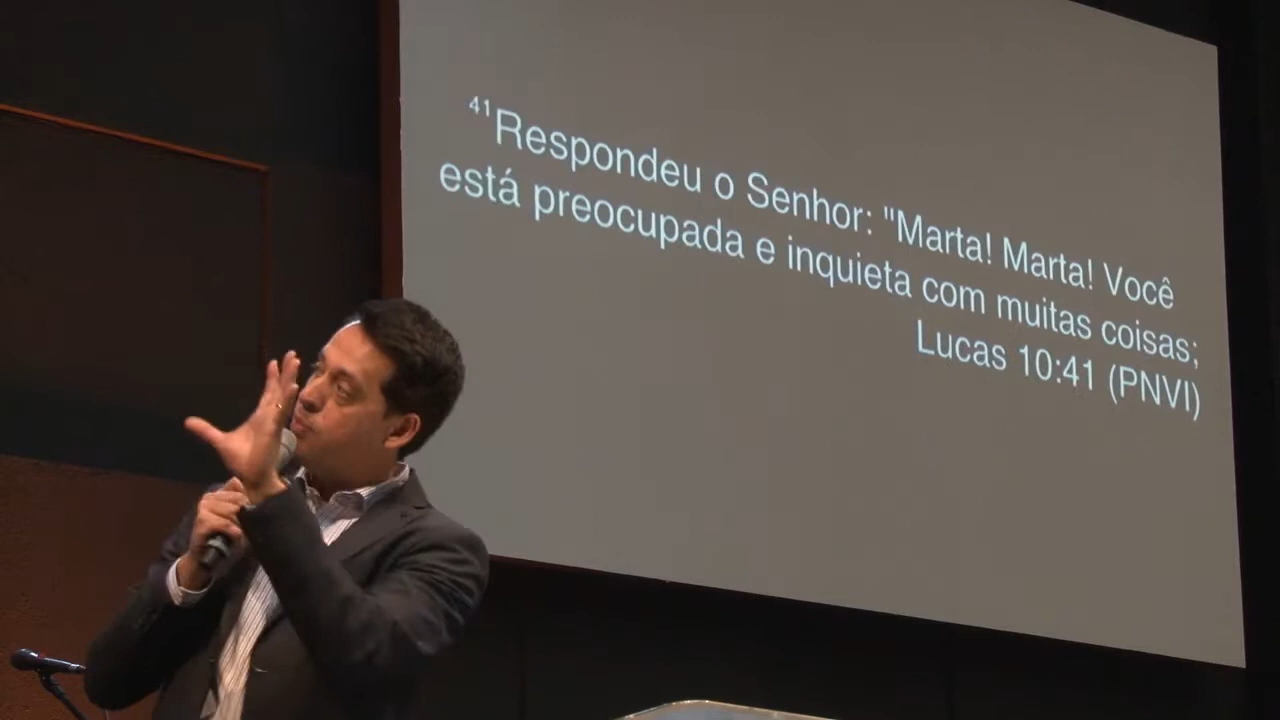 ⁴¹Respondeu o Senhor: "Marta! Marta! Você
está preocupada e inquieta com muitas coisas;
Lucas 10:41 (PNVI)